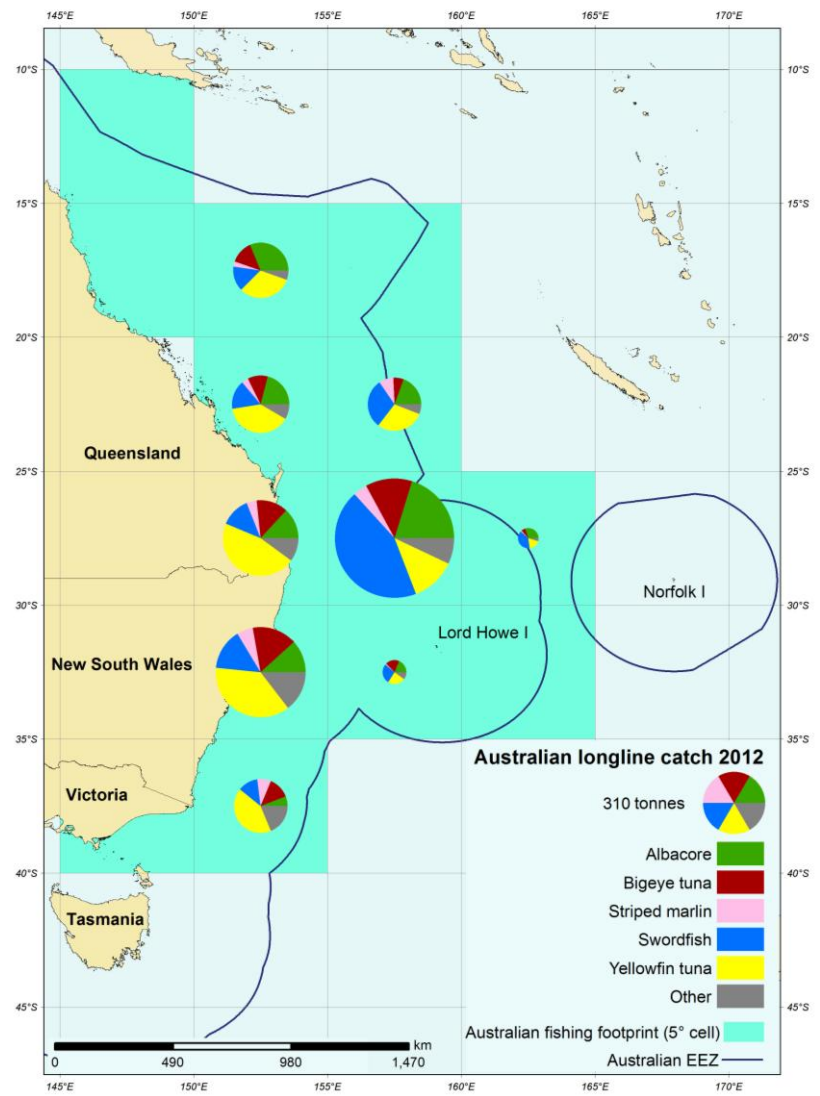 145°E 150°E 155°E 160°E 165°E 170°E
10°S 10°S
15°S 15°S
20°S 20°S
Queensland
25°S 25°S
Norfolk I
30°S 30°S
Lord Howe I
New South Wales
35°S 35°S
Australian longline catch 2012
Victoria
310 tonnes
40°S 40°S
Albacore
Bigeye tuna
Striped marlin
Tasmania
Swordfish
Yellowfin tuna
Other
45°S 45°S
Australian fishing footprint (5° cell)
km
0 490 980 1,470
Australian EEZ
145°E 150°E 155°E 160°E 165°E 170°E